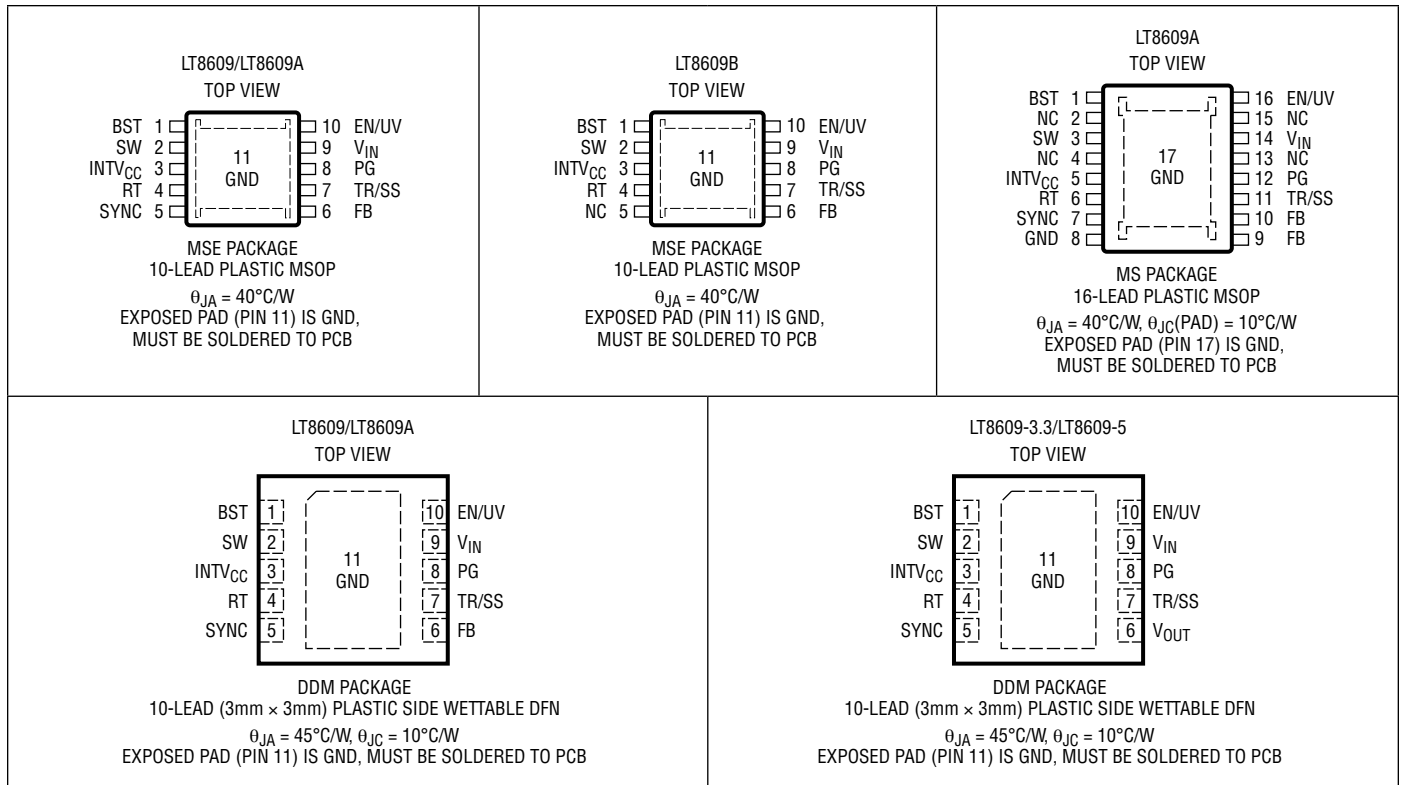 LT8609/LT8609A
TOP VIEW
BST 1
SW 2
INTVCC 3
RT 4
SYNC 5
11
GND
10 EN/UV
9 VIN
8 PG
7 TR/SS
6 FB
MSE PACKAGE
10-LEAD PLASTIC MSOP
θJA = 40°C/W
EXPOSED PAD (PIN 11) IS GND,
MUST BE SOLDERED TO PCB
LT8609B
TOP VIEW
BST 1
SW 2
INTVCC 3
RT 4
NC 5
11
GND
10 EN/UV
9 VIN
8 PG
7 TR/SS
6 FB
MSE PACKAGE
10-LEAD PLASTIC MSOP
θJA = 40°C/W
EXPOSED PAD (PIN 11) IS GND,
MUST BE SOLDERED TO PCB
LT8609A
TOP VIEW
BST 1
NC 2
SW 3
NC 4
INTVCC 5
RT 6
SYNC 7
GND 8
17
GND
16 EN/UV
15 NC
14 VIN
13 NC
12 PG
11 TR/SS
10 FB
9 FB
MS PACKAGE
16-LEAD PLASTIC MSOP
θJA = 40°C/W, θJC(PAD) = 10°C/W
EXPOSED PAD (PIN 17) IS GND,
MUST BE SOLDERED TO PCB
LT8609/LT8609A
TOP VIEW
BST 1
SW 2
INTVCC 3
RT 4
SYNC 5
11
GND
10 EN/UV
9 VIN
8 PG
7 TR/SS
6 FB
DDM PACKAGE
10-LEAD (3mm × 3mm) PLASTIC SIDE WETTABLE DFN
θJA = 45°C/W, θJC = 10°C/W
EXPOSED PAD (PIN 11) IS GND, MUST BE SOLDERED TO PCB
LT8609-3.3/LT8609-5
TOP VIEW
BST 1
SW 2
INTVCC 3
RT 4
SYNC 5
11
GND
10 EN/UV
9 VIN
8 PG
7 TR/SS
6 VOUT
DDM PACKAGE
10-LEAD (3mm × 3mm) PLASTIC SIDE WETTABLE DFN
θJA = 45°C/W, θJC = 10°C/W
EXPOSED PAD (PIN 11) IS GND, MUST BE SOLDERED TO PCB